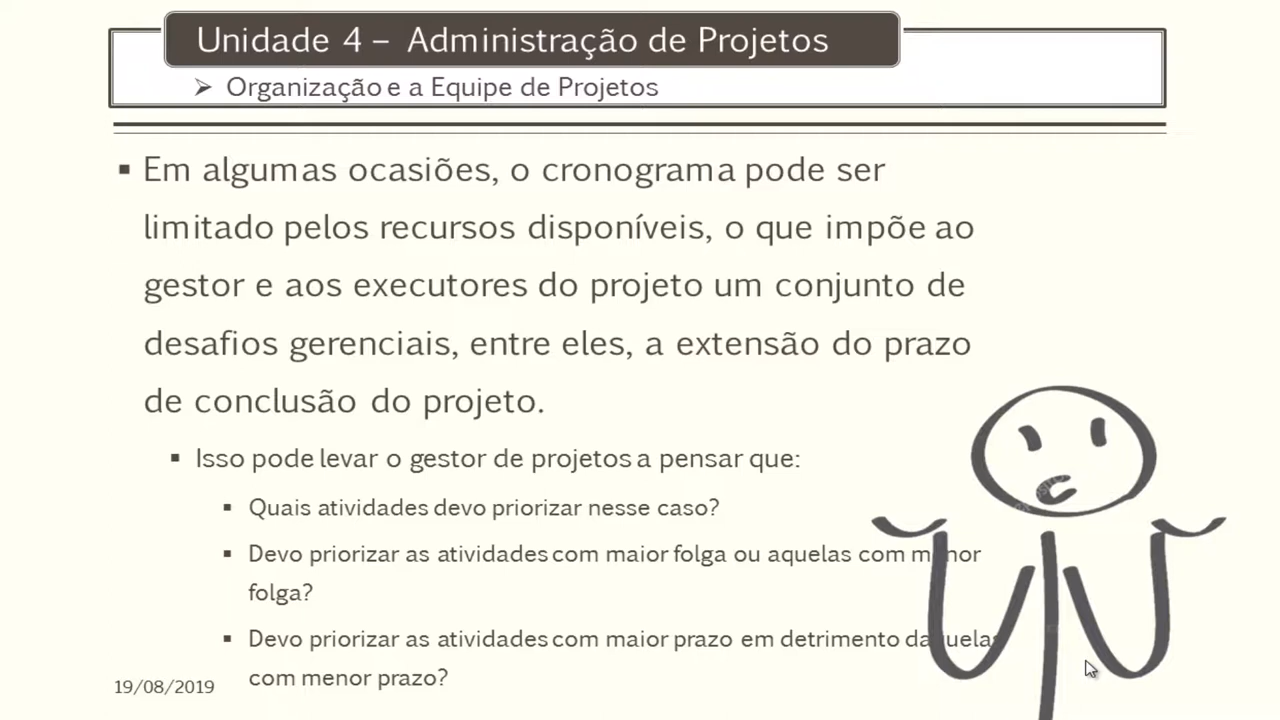 Unidade 4 – Administração de Projetos
Organização e a Equipe de Projetos
Em algumas ocasiões, o cronograma pode ser
limitado pelos recursos disponíveis, o que impõe ao
gestor e aos executores do projeto um conjunto de
desafios gerenciais, entre eles, a extensão do prazo
de conclusão do projeto.
Isso pode levar o gestor de projetos a pensar que:
Quais atividades devo priorizar nesse caso?
Devo priorizar as atividades com maior folga ou aquelas com menor
folga?
Devo priorizar as atividades com maior prazo em detrimento daquelas
com menor prazo?
19/08/2019